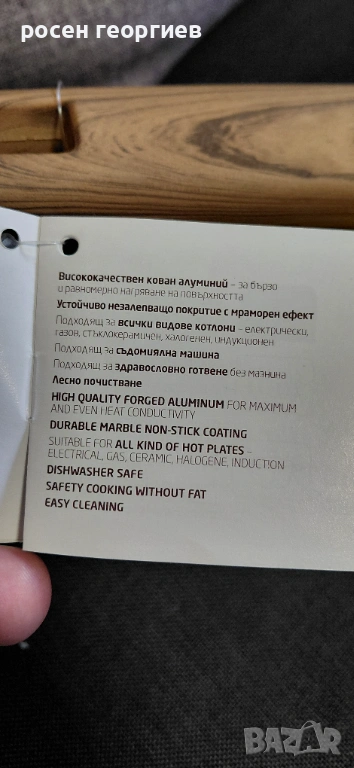 росен георгиев
Висококачествен кован алуминий – за бързо
и равномерно нагряване на повърхността
Устойчиво незалепващо покритие с мраморен ефект
Подходящ за всички видове котлони – електрически,
газон, стъклокерамичен, халогенен, индукционен
Подходящ за съдомиялна машина
Подходящ за здравословно готвене без мазнина
Лесно почистване
HIGH QUALITY FORGED ALUMINUM FOR MAXIMUM
AND EVEN HEAT CONDUCTIVITY
DURABLE MARBLE NON-STICK COATING
SUITABLE FOR ALL KIND OF HOT PLATES –
ELECTRICAL, GAS, CERAMIC, HALOGENE, INDUCTION
DISHWASHER SAFE
SAFETY COOKING WITHOUT FAT
EASY CLEANING
BAZAR